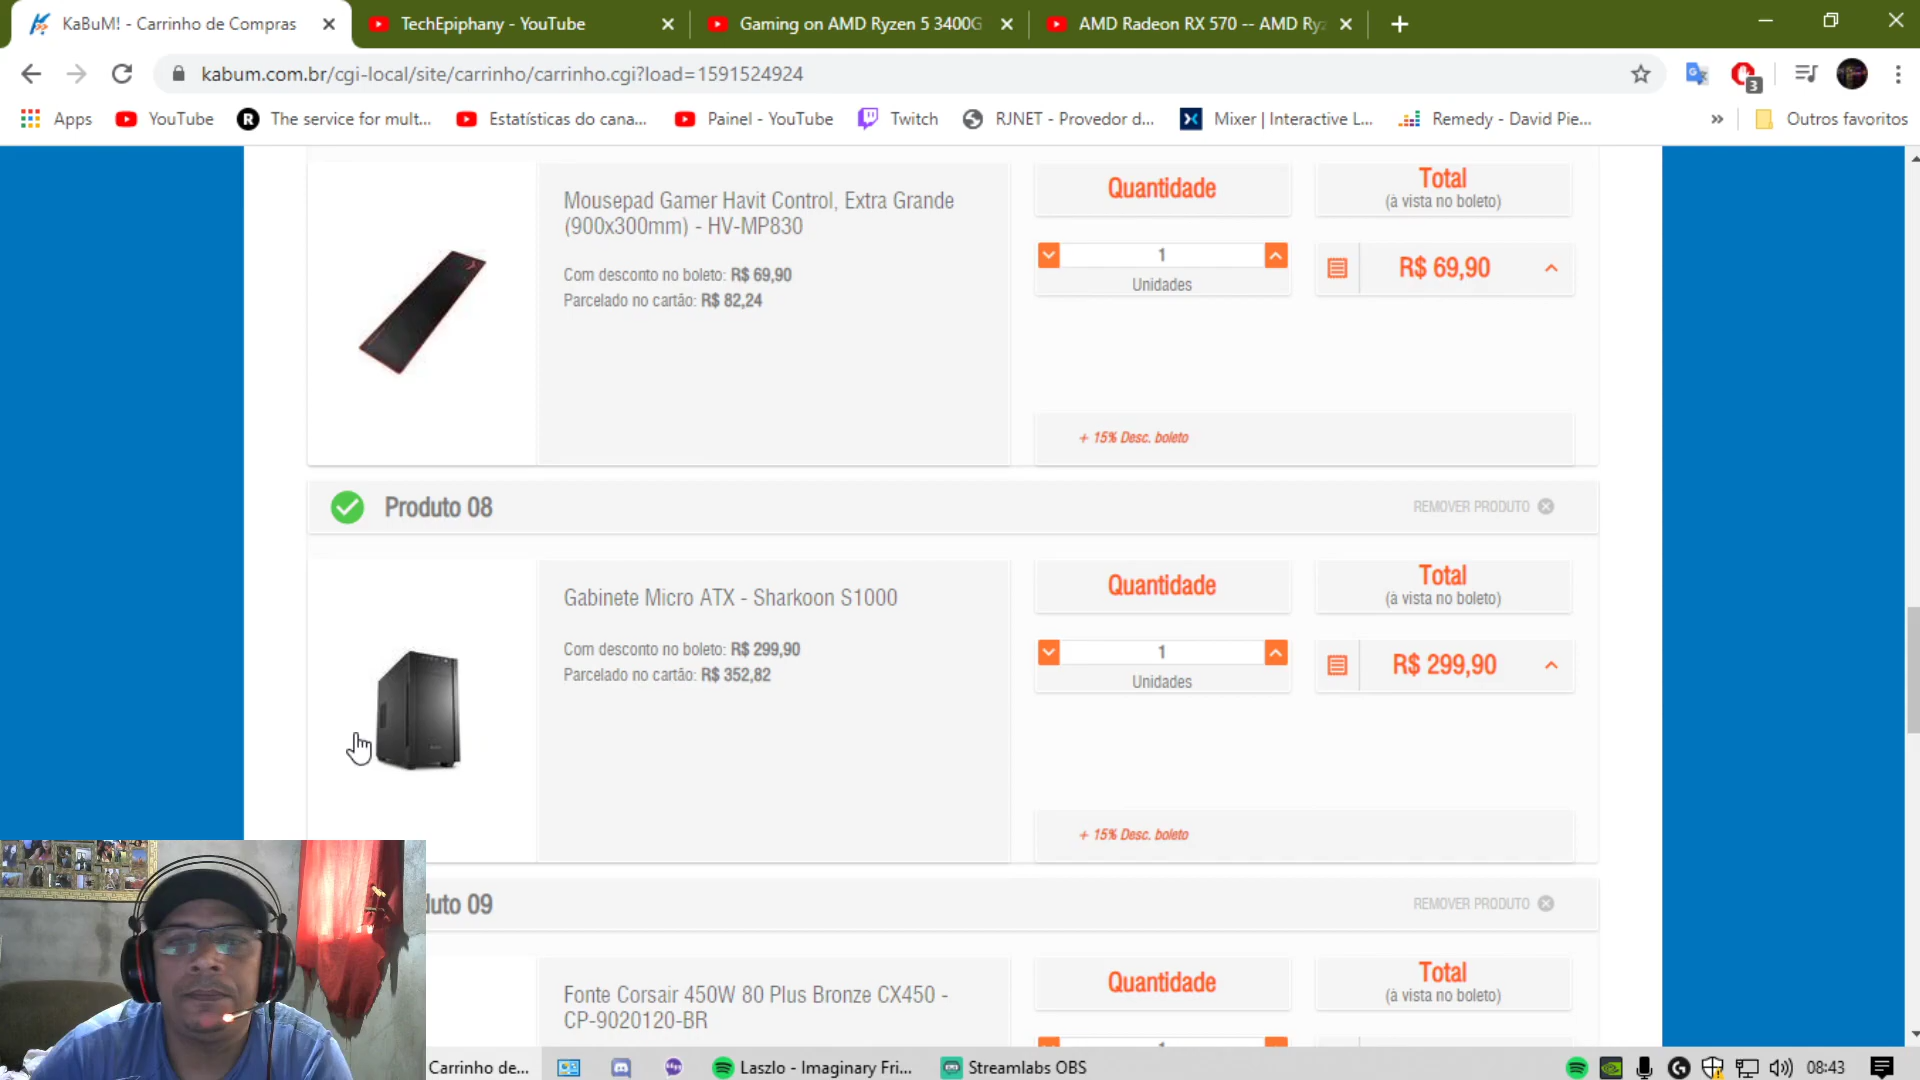 KaBuM! - Carrinho de Compras
TechEpiphany - YouTube
Gaming on AMD Ryzen 5 3400G
AMD Radeon RX 570 -- AMD Ry
kabum.com.br/cgi-local/site/carrinho/carrinho.cgi?load=1591524924
3
Apps
YouTube
The service for mult...
Estatísticas do cana...
Painel - YouTube
Twitch
RJNET - Provedor d...
Mixer | Interactive L...
Remedy - David Pie...
»
Outros favoritos
Mousepad Gamer Havit Control, Extra Grande
(900x300mm) - HV-MP830
Com desconto no boleto: R$ 69,90
Parcelado no cartão: R$ 82,24
Quantidade
1
Unidades
Total
(à vista no boleto)
R$ 69,90
+ 15% Desc. boleto
Produto 08
REMOVER PRODUTO
Gabinete Micro ATX - Sharkoon S1000
Com desconto no boleto: R$ 299,90
Parcelado no cartão: R$ 352,82
Quantidade
1
Unidades
Total
(à vista no boleto)
R$ 299,90
+ 15% Desc. boleto
duto 09
REMOVER PRODUTO
Fonte Corsair 450W 80 Plus Bronze CX450 -
CP-9020120-BR
Quantidade
Total
(à vista no boleto)
Carrinho de...
Laszlo - Imaginary Fri...
Streamlabs OBS
08:43